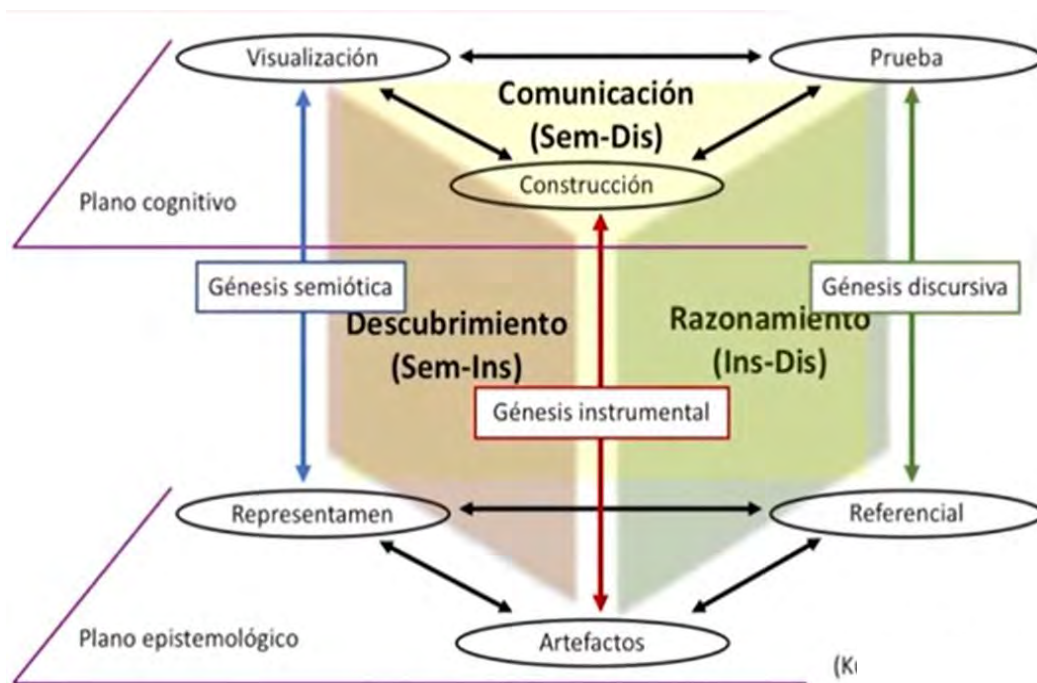 Visualización
Prueba
Comunicación
(Sem-Dis)
Construcción
Plano cognitivo
Génesis semiótica
Génesis discursiva
Descubrimiento
(Sem-Ins)
Razonamiento
(Ins-Dis)
Génesis instrumental
Representamen
Referencial
Plano epistemológico
Artefactos